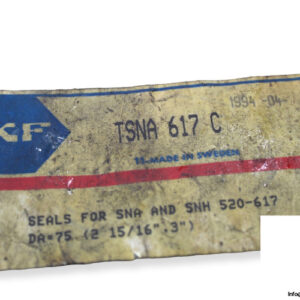 KF
TSNA 617 C
1994 -04-
MADE IN SWEDEN
SEALS FOR SNA AND SNH 520-617
DA=75 (2 15/16".3")